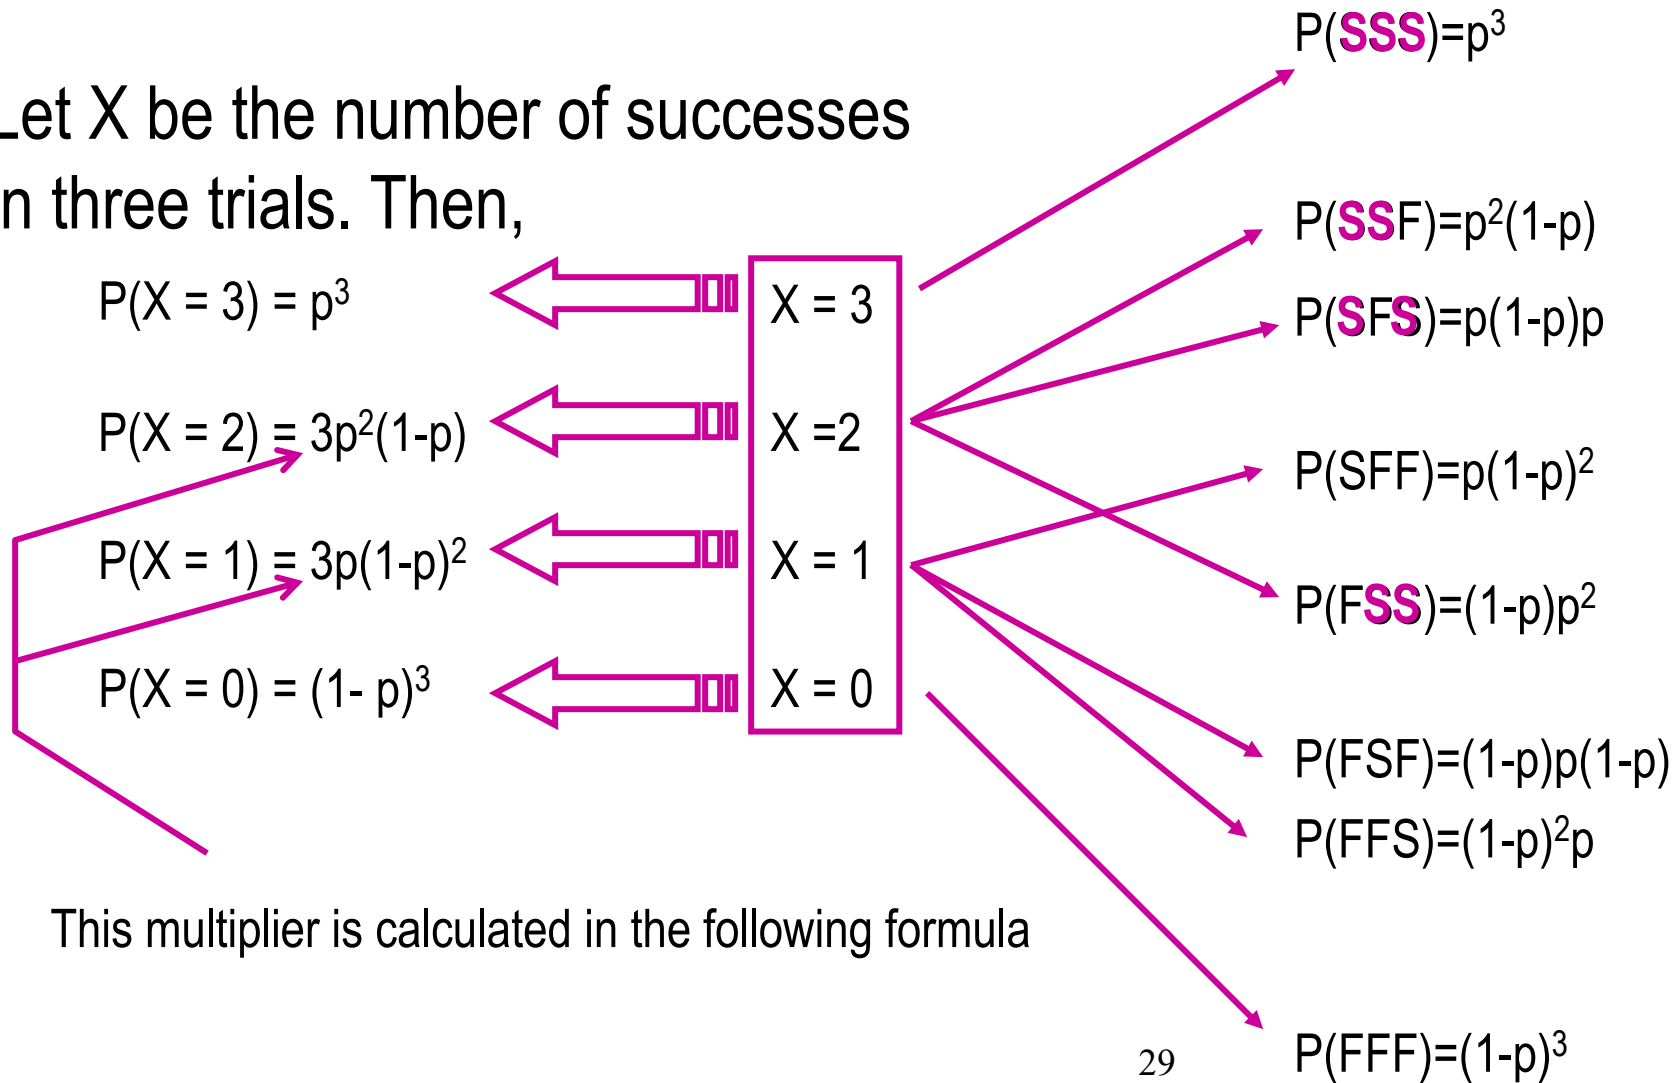 Let X be the number of successes
in three trials. Then,
P(X = 3) = p³
P(X = 2) = 3p²(1-p)
P(X = 1) = 3p(1-p)²
P(X = 0) = (1- p)³
X = 3
X =2
X = 1
X = 0
P(SSS)=p³
P(SSF)=p²(1-p)
P(SFS)=p(1-p)p
P(SFF)=p(1-p)²
P(FSS)=(1-p)p²
P(FSF)=(1-p)p(1-p)
P(FFS)=(1-p)²p
P(FFF)=(1-p)³
This multiplier is calculated in the following formula
29